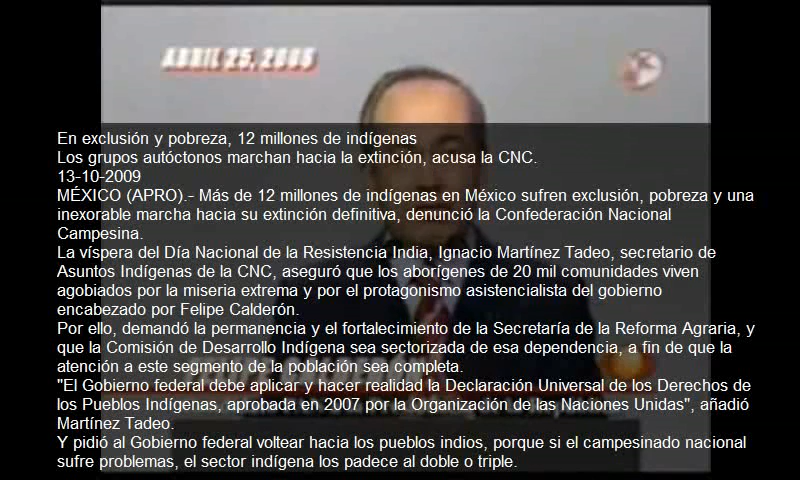 ABRIL 25, 2005
En exclusión y pobreza, 12 millones de indígenas
Los grupos autóctonos marchan hacia la extinción, acusa la CNC.
13-10-2009
MÉXICO (APRO).- Más de 12 millones de indígenas en México sufren exclusión, pobreza y una
inexorable marcha hacia su extinción definitiva, denunció la Confederación Nacional
Campesina.
La víspera del Día Nacional de la Resistencia India, Ignacio Martínez Tadeo, secretario de
Asuntos Indígenas de la CNC, aseguró que los aborígenes de 20 mil comunidades viven
agobiados por la miseria extrema y por el protagonismo asistencialista del gobierno
encabezado por Felipe Calderón.
Por ello, demandó la permanencia y el fortalecimiento de la Secretaría de la Reforma Agraria, y
que la Comisión de Desarrollo Indígena sea sectorizada de esa dependencia, a fin de que la
atención a este segmento de la población sea completa.
"El Gobierno federal debe aplicar y hacer realidad la Declaración Universal de los Derechos de
los Pueblos Indígenas, aprobada en 2007 por la Organización de las Naciones Unidas", añadió
Martínez Tadeo.
Y pidió al Gobierno federal voltear hacia los pueblos indios, porque si el campesinado nacional
sufre problemas, el sector indígena los padece al doble o triple.